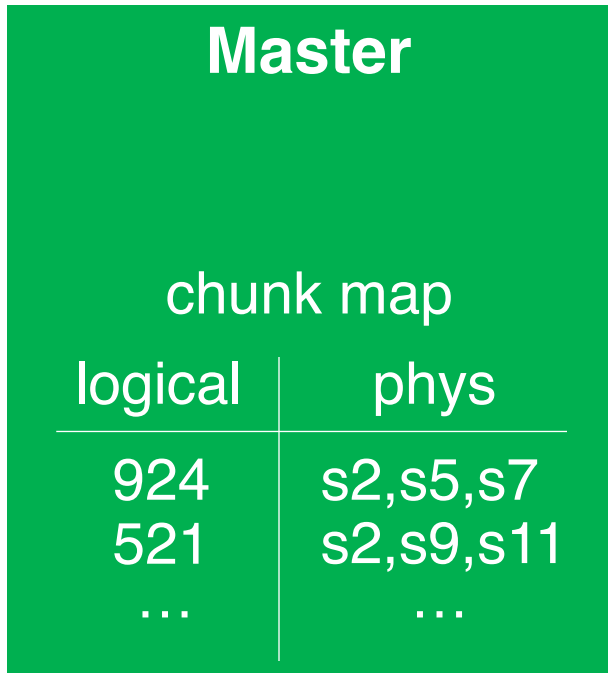 Master
chunk map
logical phys
924 s2,s5,s7
521 s2,s9,s11
... ...